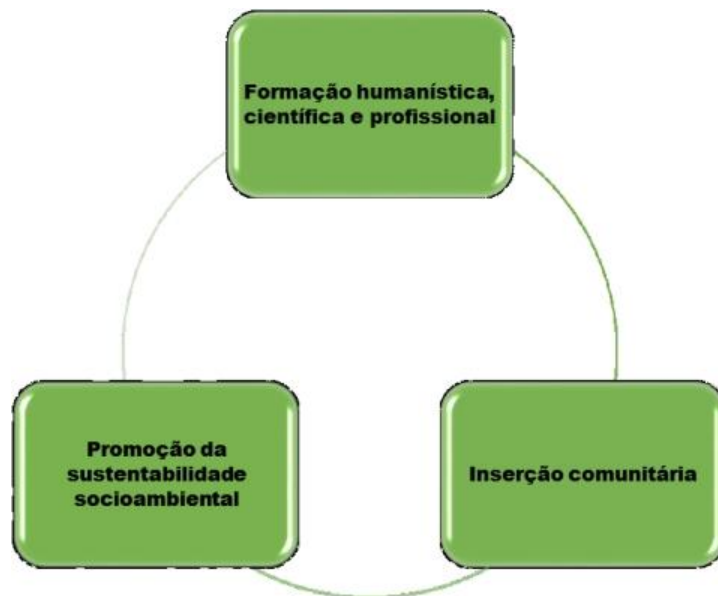 Formação humanística,
científica e profissional
Promoção da
sustentabilidade
socioambiental
Inserção comunitária